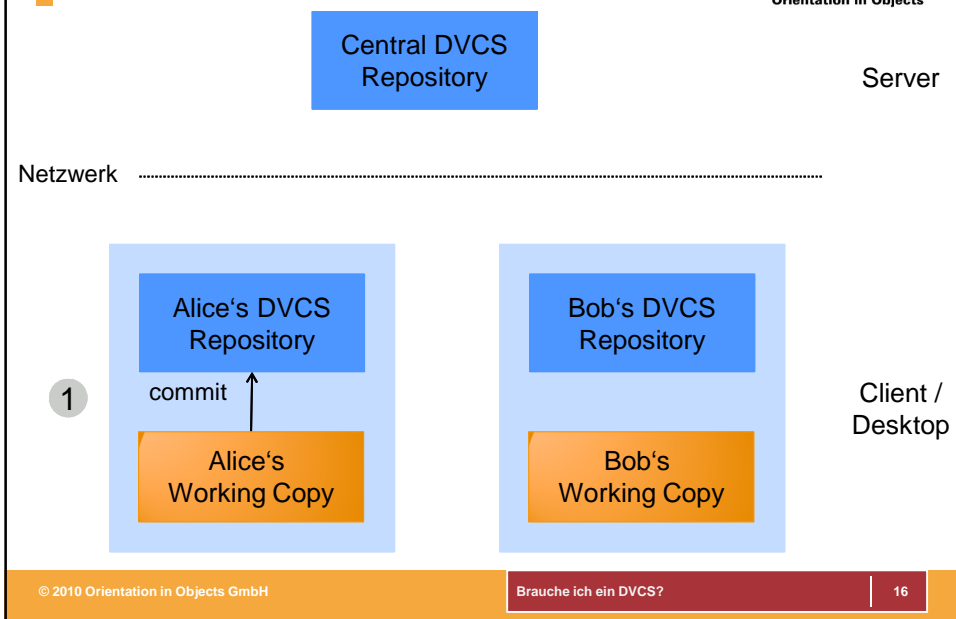 Orientation in Objects
Central DVCS
Repository
Server
Netzwerk
Alice‘s DVCS
Repository
Bob‘s DVCS
Repository
1
commit
Client /
Desktop
Alice‘s
Working Copy
Bob‘s
Working Copy
© 2010 Orientation in Objects GmbH
Brauche ich ein DVCS?
16